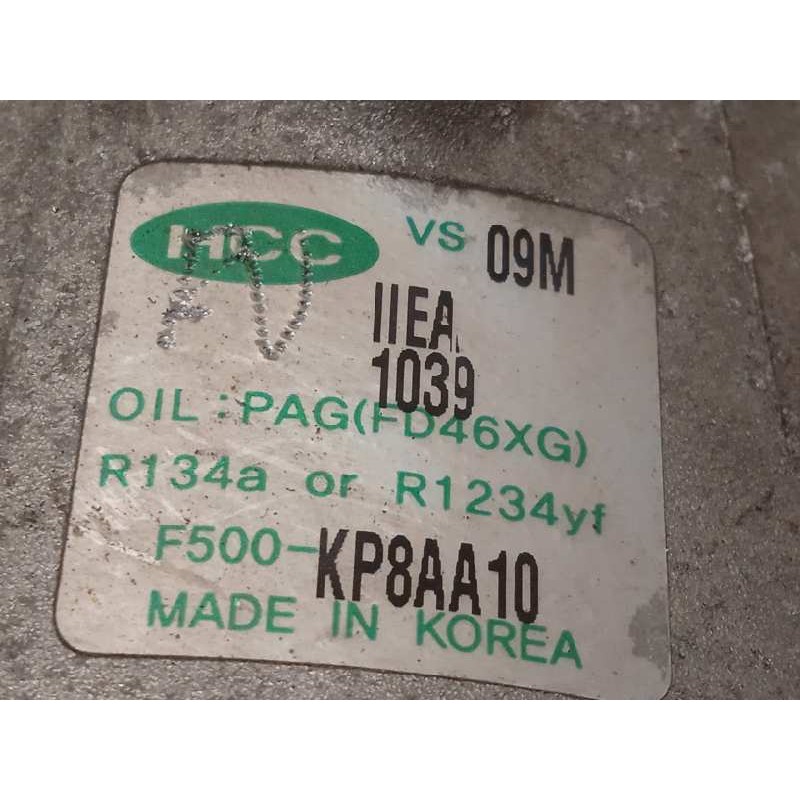 HCC VS 09M
IIEA
1039
OIL : PAG(FD46XG)
R134a or R1234yf
F500-KP8AA10
MADE IN KOREA